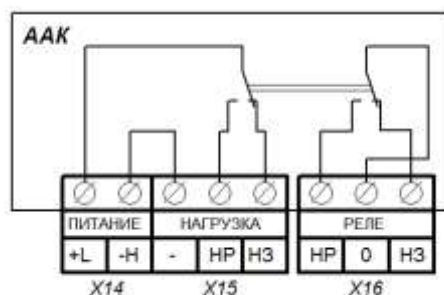 ААК
ПИТАНИЕ НАГРУЗКА РЕЛЕ
+L -Н - НР НЗ НР 0 НЗ
X14 X15 X16